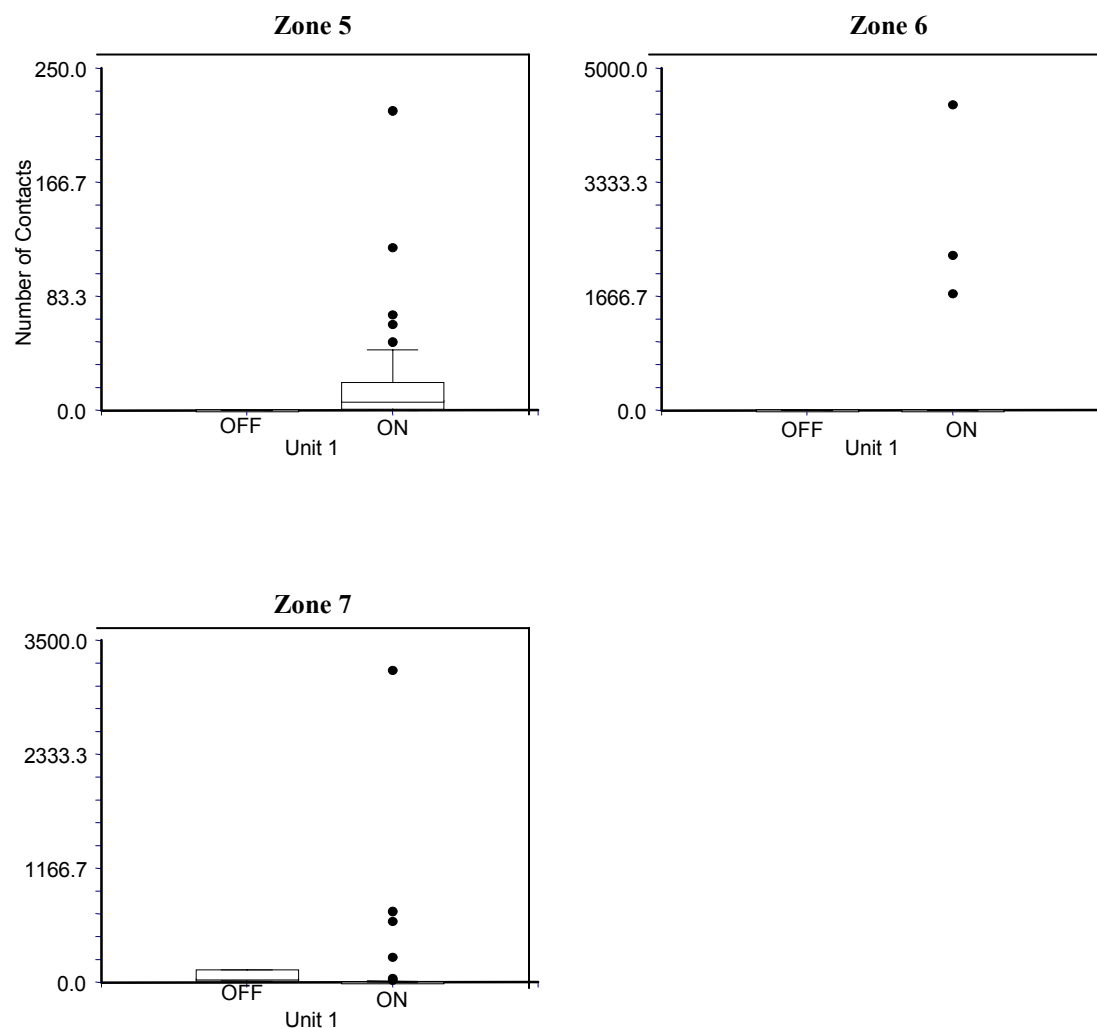 Zone 5
Number of Contacts
250.0
166.7
83.3
0.0
OFF
ON
Unit 1
Zone 6
5000.0
3333.3
1666.7
0.0
OFF
ON
Unit 1
Zone 7
3500.0
2333.3
1166.7
0.0
OFF
ON
Unit 1